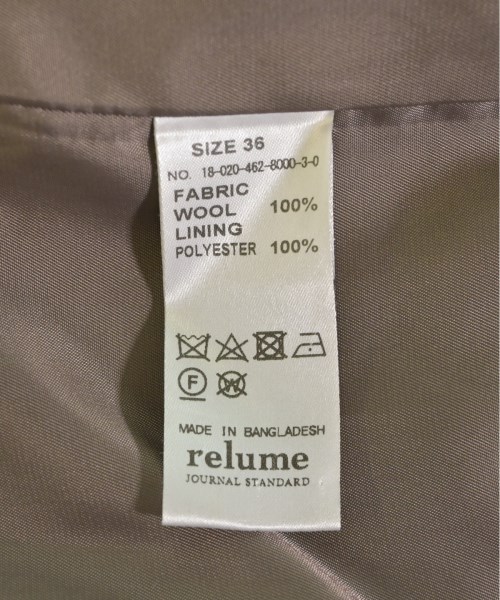 SIZE 36
NO. 18-020-462-8000-3-0
FABRIC
WOOL 100%
LINING
POLYESTER 100%
F W
MADE IN BANGLADESH
relume
JOURNAL STANDARD